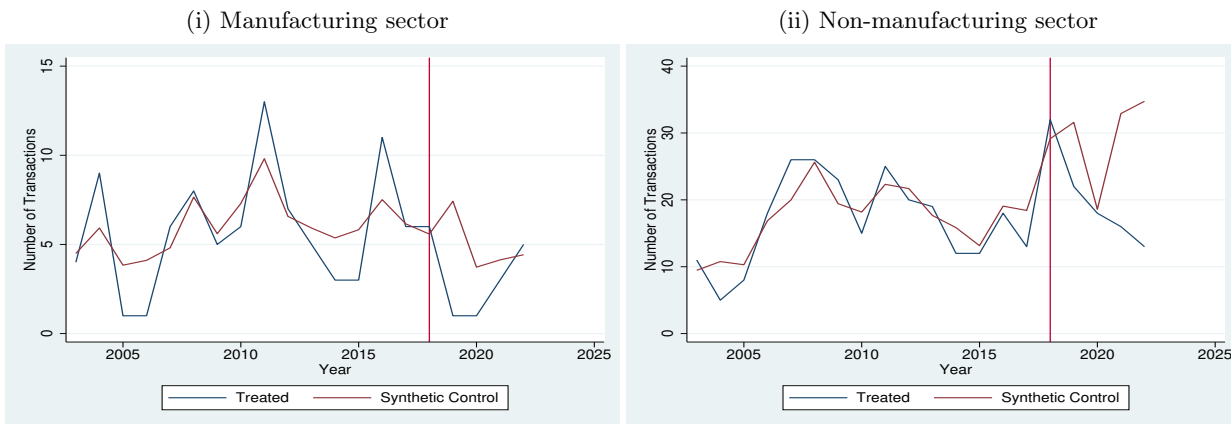 (i) Manufacturing sector
Number of Transactions
15
10
5
0
2005 2010 2015 2020 2025
Year
Treated Synthetic Control
(ii) Non-manufacturing sector
Number of Transactions
40
30
20
10
0
2005 2010 2015 2020 2025
Year
Treated Synthetic Control